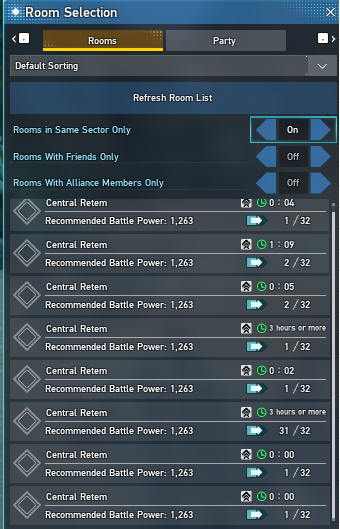 Room Selection
Rooms Party
Default Sorting
Refresh Room List
Rooms in Same Sector Only On
Rooms With Friends Only Off
Rooms With Alliance Members Only Off
Central Retem 0 : 04
Recommended Battle Power: 1,263 1 / 32
Central Retem 1 : 09
Recommended Battle Power: 1,263 2 / 32
Central Retem 0 : 05
Recommended Battle Power: 1,263 2 / 32
Central Retem 3 hours or more
Recommended Battle Power: 1,263 1 / 32
Central Retem 0 : 02
Recommended Battle Power: 1,263 1 / 32
Central Retem 3 hours or more
Recommended Battle Power: 1,263 31 / 32
Central Retem 0 : 00
Recommended Battle Power: 1,263 1 / 32
Central Retem 0 : 00
Recommended Battle Power: 1,263 1 / 32